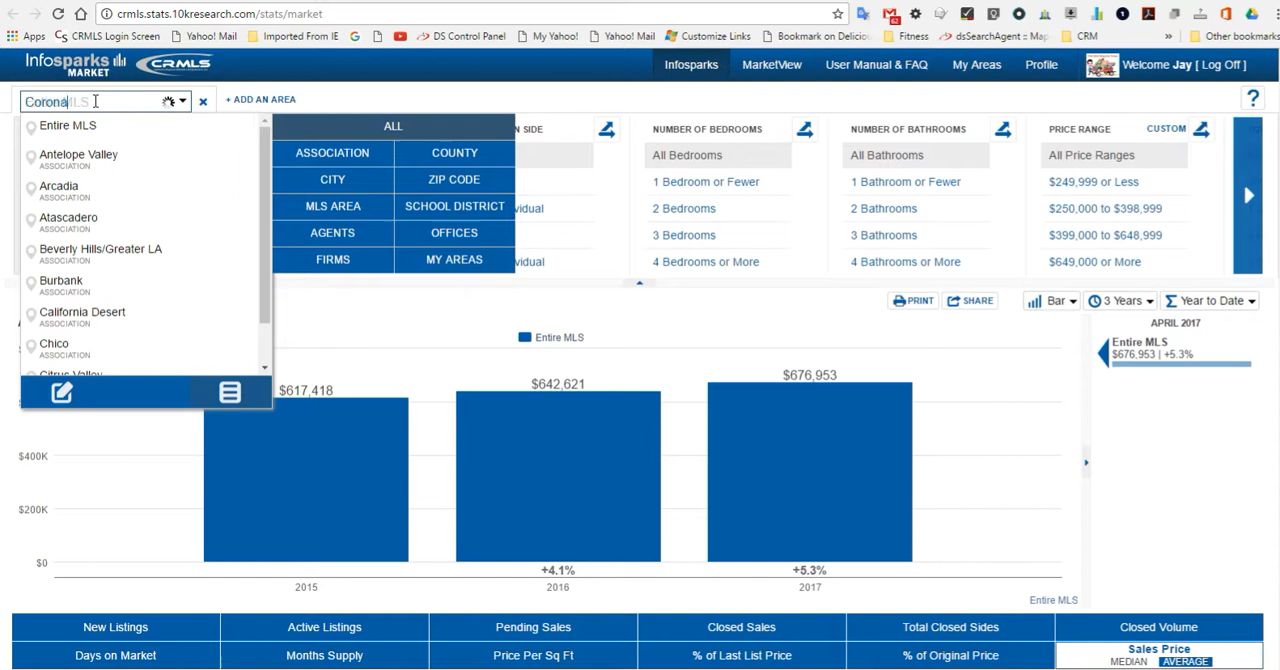 crmls.stats.10kresearch.com/stats/market
62
Apps CRMLS Login Screen Yahoo! Mail Imported From IE DS Control Panel My Yahoo! Yahoo! Mail Customize Links Bookmark on Deliciou Fitness dsSearchAgent :: Map CRM » Other bookmarks
Infosparks MARKET CRMLS Infosparks MarketView User Manual & FAQ My Areas Profile Welcome Jay [ Log Off ]
Corona MLS + ADD AN AREA ?
Entire MLS
Antelope Valley
ASSOCIATION
Arcadia
ASSOCIATION
Atascadero
ASSOCIATION
Beverly Hills/Greater LA
ASSOCIATION
Burbank
ASSOCIATION
California Desert
ASSOCIATION
Chico
ASSOCIATION
Citrus Valley
ALL
ASSOCIATION COUNTY
CITY ZIP CODE
MLS AREA SCHOOL DISTRICT
AGENTS OFFICES
FIRMS MY AREAS
N SIDE
vidual
vidual
NUMBER OF BEDROOMS
All Bedrooms
1 Bedroom or Fewer
2 Bedrooms
3 Bedrooms
4 Bedrooms or More
NUMBER OF BATHROOMS
All Bathrooms
1 Bathroom or Fewer
2 Bathrooms
3 Bathrooms
4 Bathrooms or More
PRICE RANGE CUSTOM
All Price Ranges
$249,999 or Less
$250,000 to $398,999
$399,000 to $648,999
$649,000 or More
PRINT SHARE Bar 3 Years Year to Date
Entire MLS
APRIL 2017
Entire MLS
$676,953 | +5.3%
$617,418 $642,621 $676,953
$400K
$200K
$0
+4.1% +5.3%
2015 2016 2017
Entire MLS
New Listings Active Listings Pending Sales Closed Sales Total Closed Sides Closed Volume
Days on Market Months Supply Price Per Sq Ft % of Last List Price % of Original Price Sales Price
MEDIAN AVERAGE